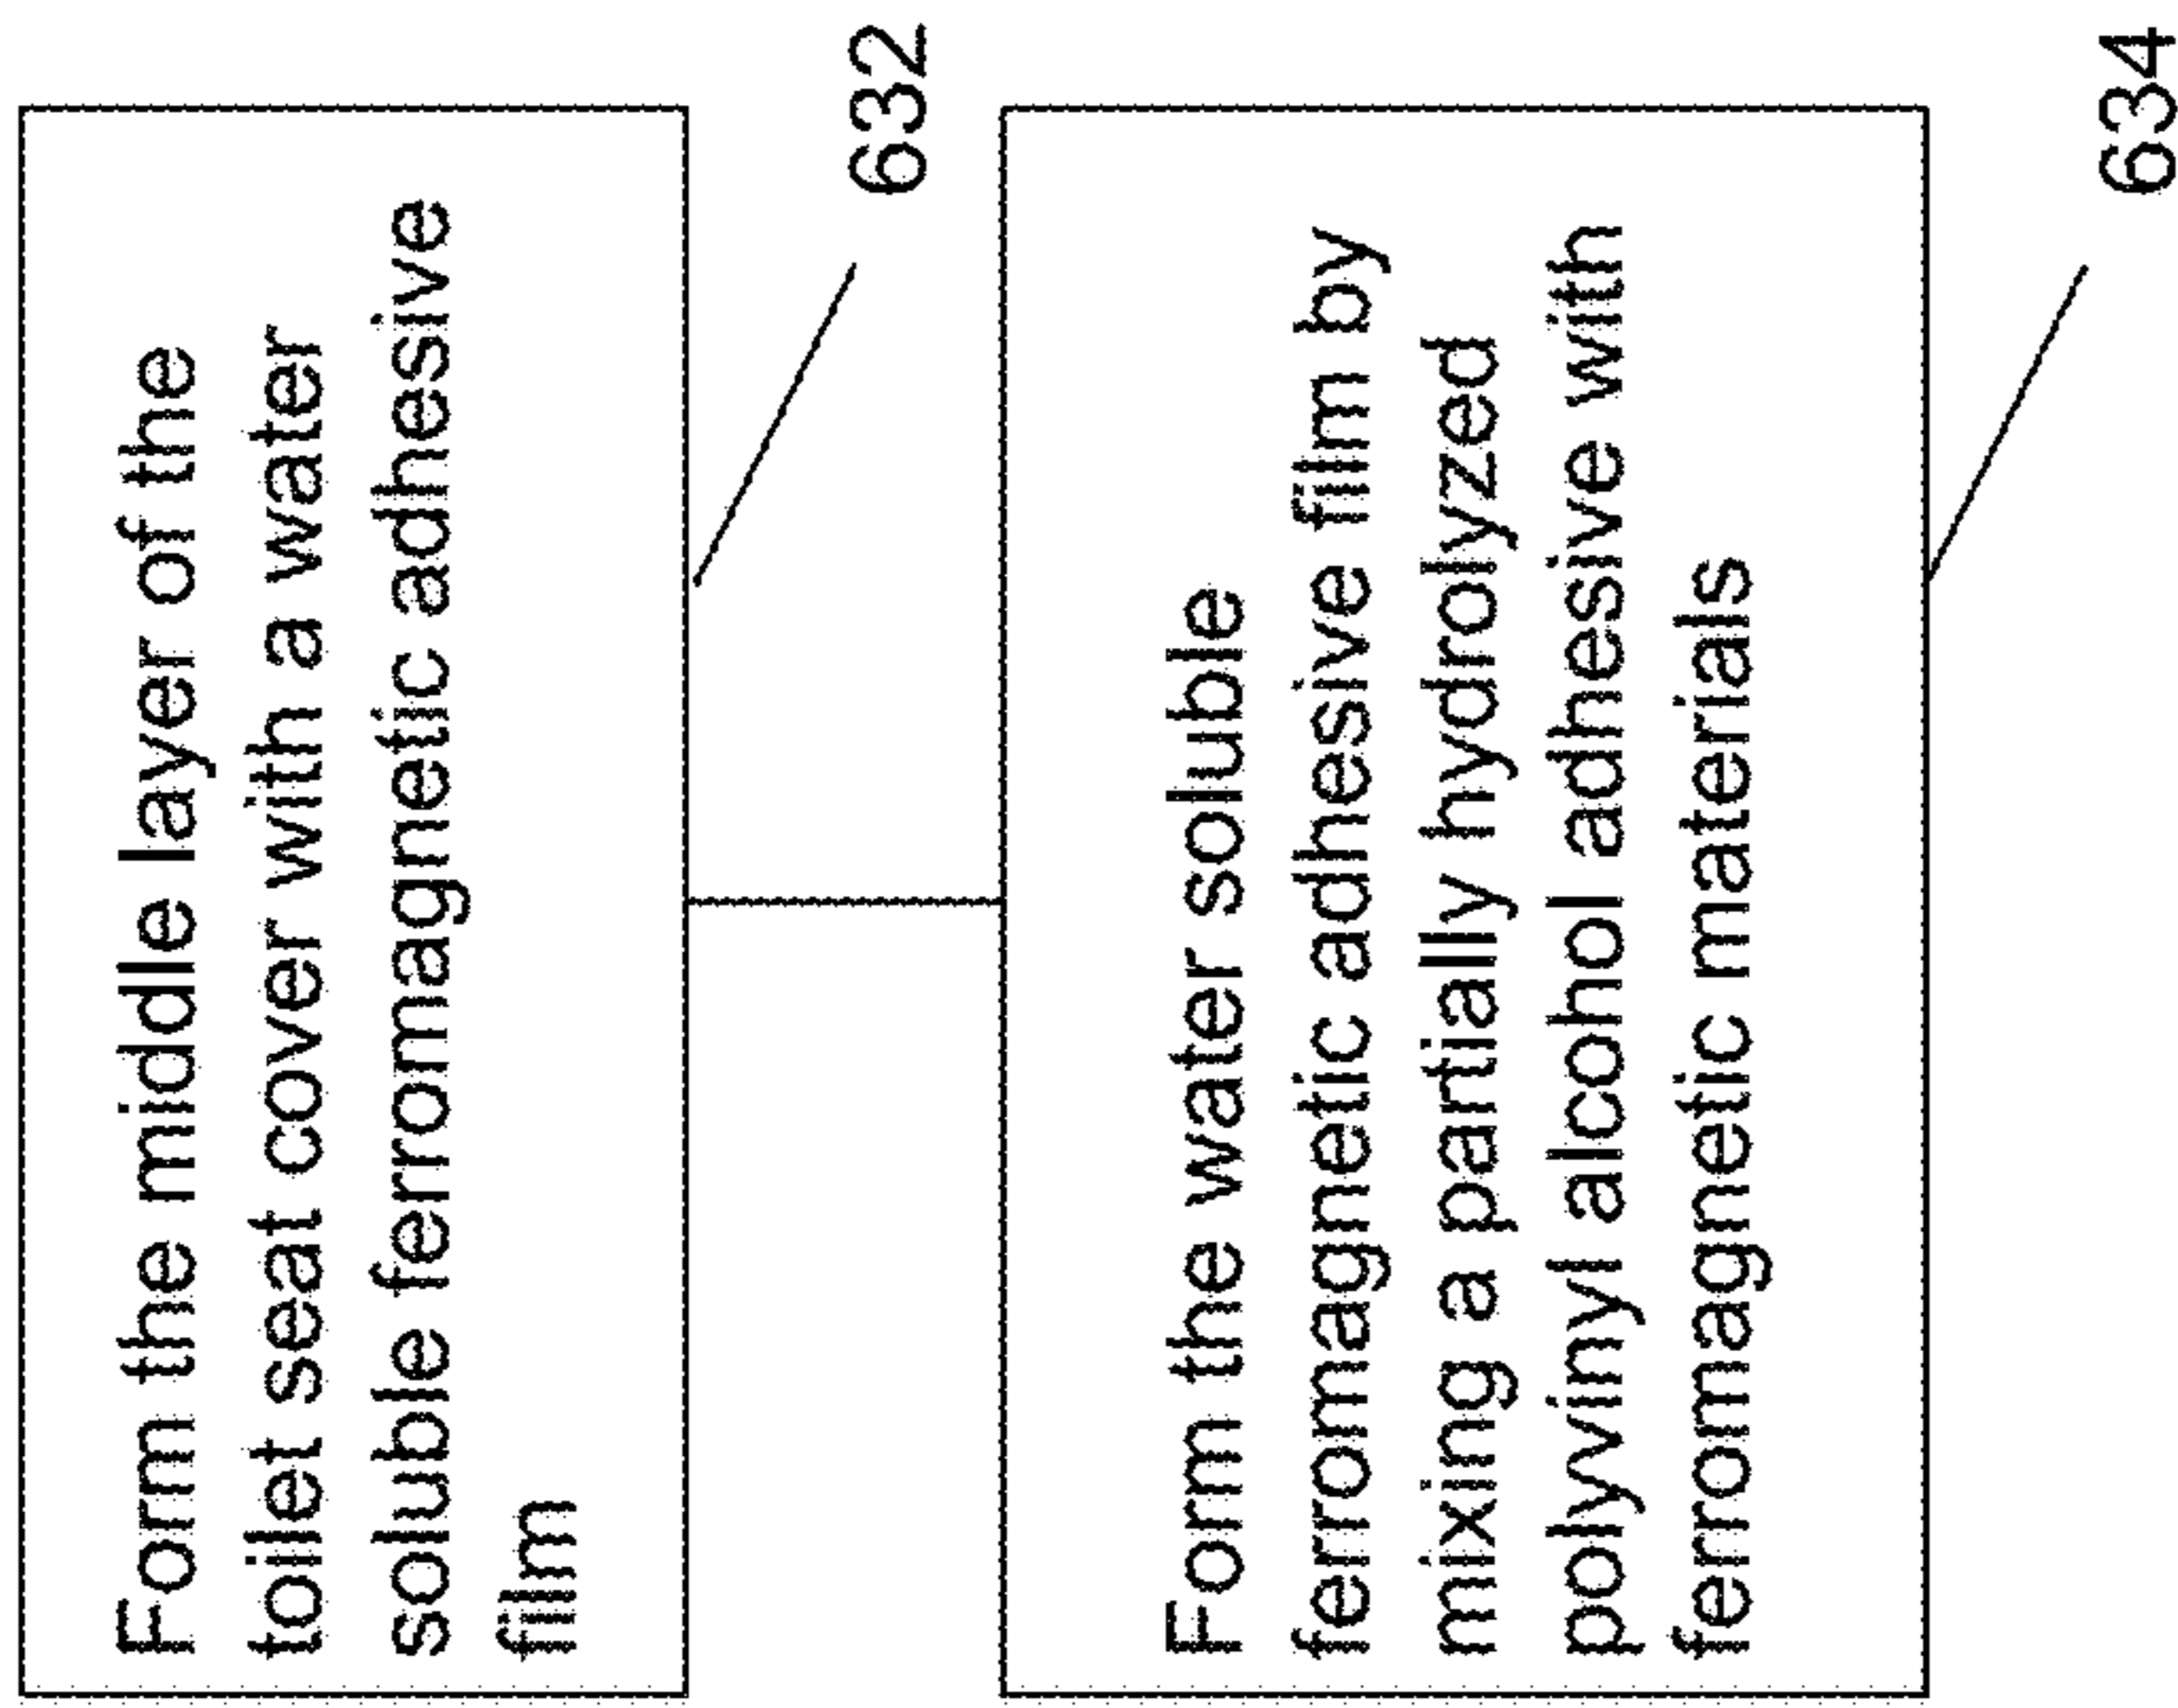 Form the middle layer of the
toilet seat cover with a water
soluble ferromagnetic adhesive
film
632
Form the water soluble
ferromagnetic adhesive film by
mixing a partially hydrolyzed
polyvinyl alcohol adhesive with
ferromagnetic materials
634